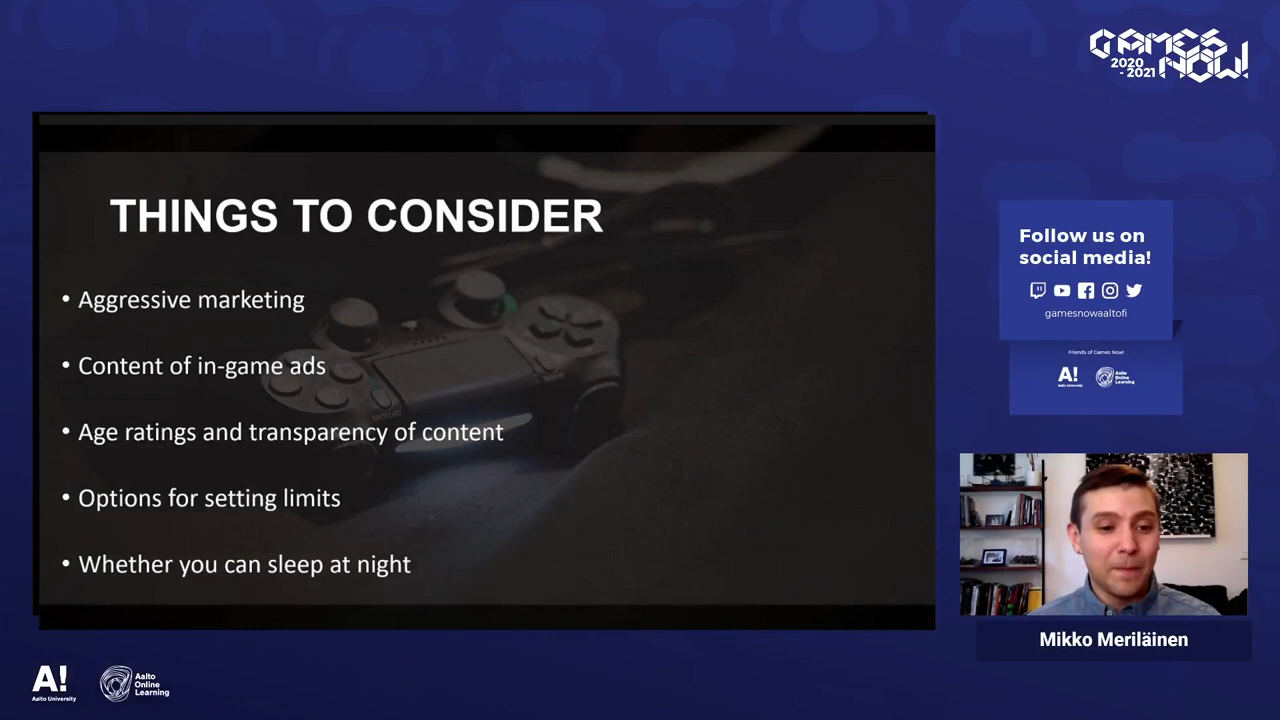 GAMES
NOW!
2020
- 2021
THINGS TO CONSIDER
• Aggressive marketing
• Content of in-game ads
• Age ratings and transparency of content
• Options for setting limits
• Whether you can sleep at night
Follow us on
social media!
gamesnowaaltofi
Friends of Games Now!
A!
Aalto University
Aalto
Online
Learning
Mikko Meriläinen
A!
Aalto University
Aalto
Online
Learning